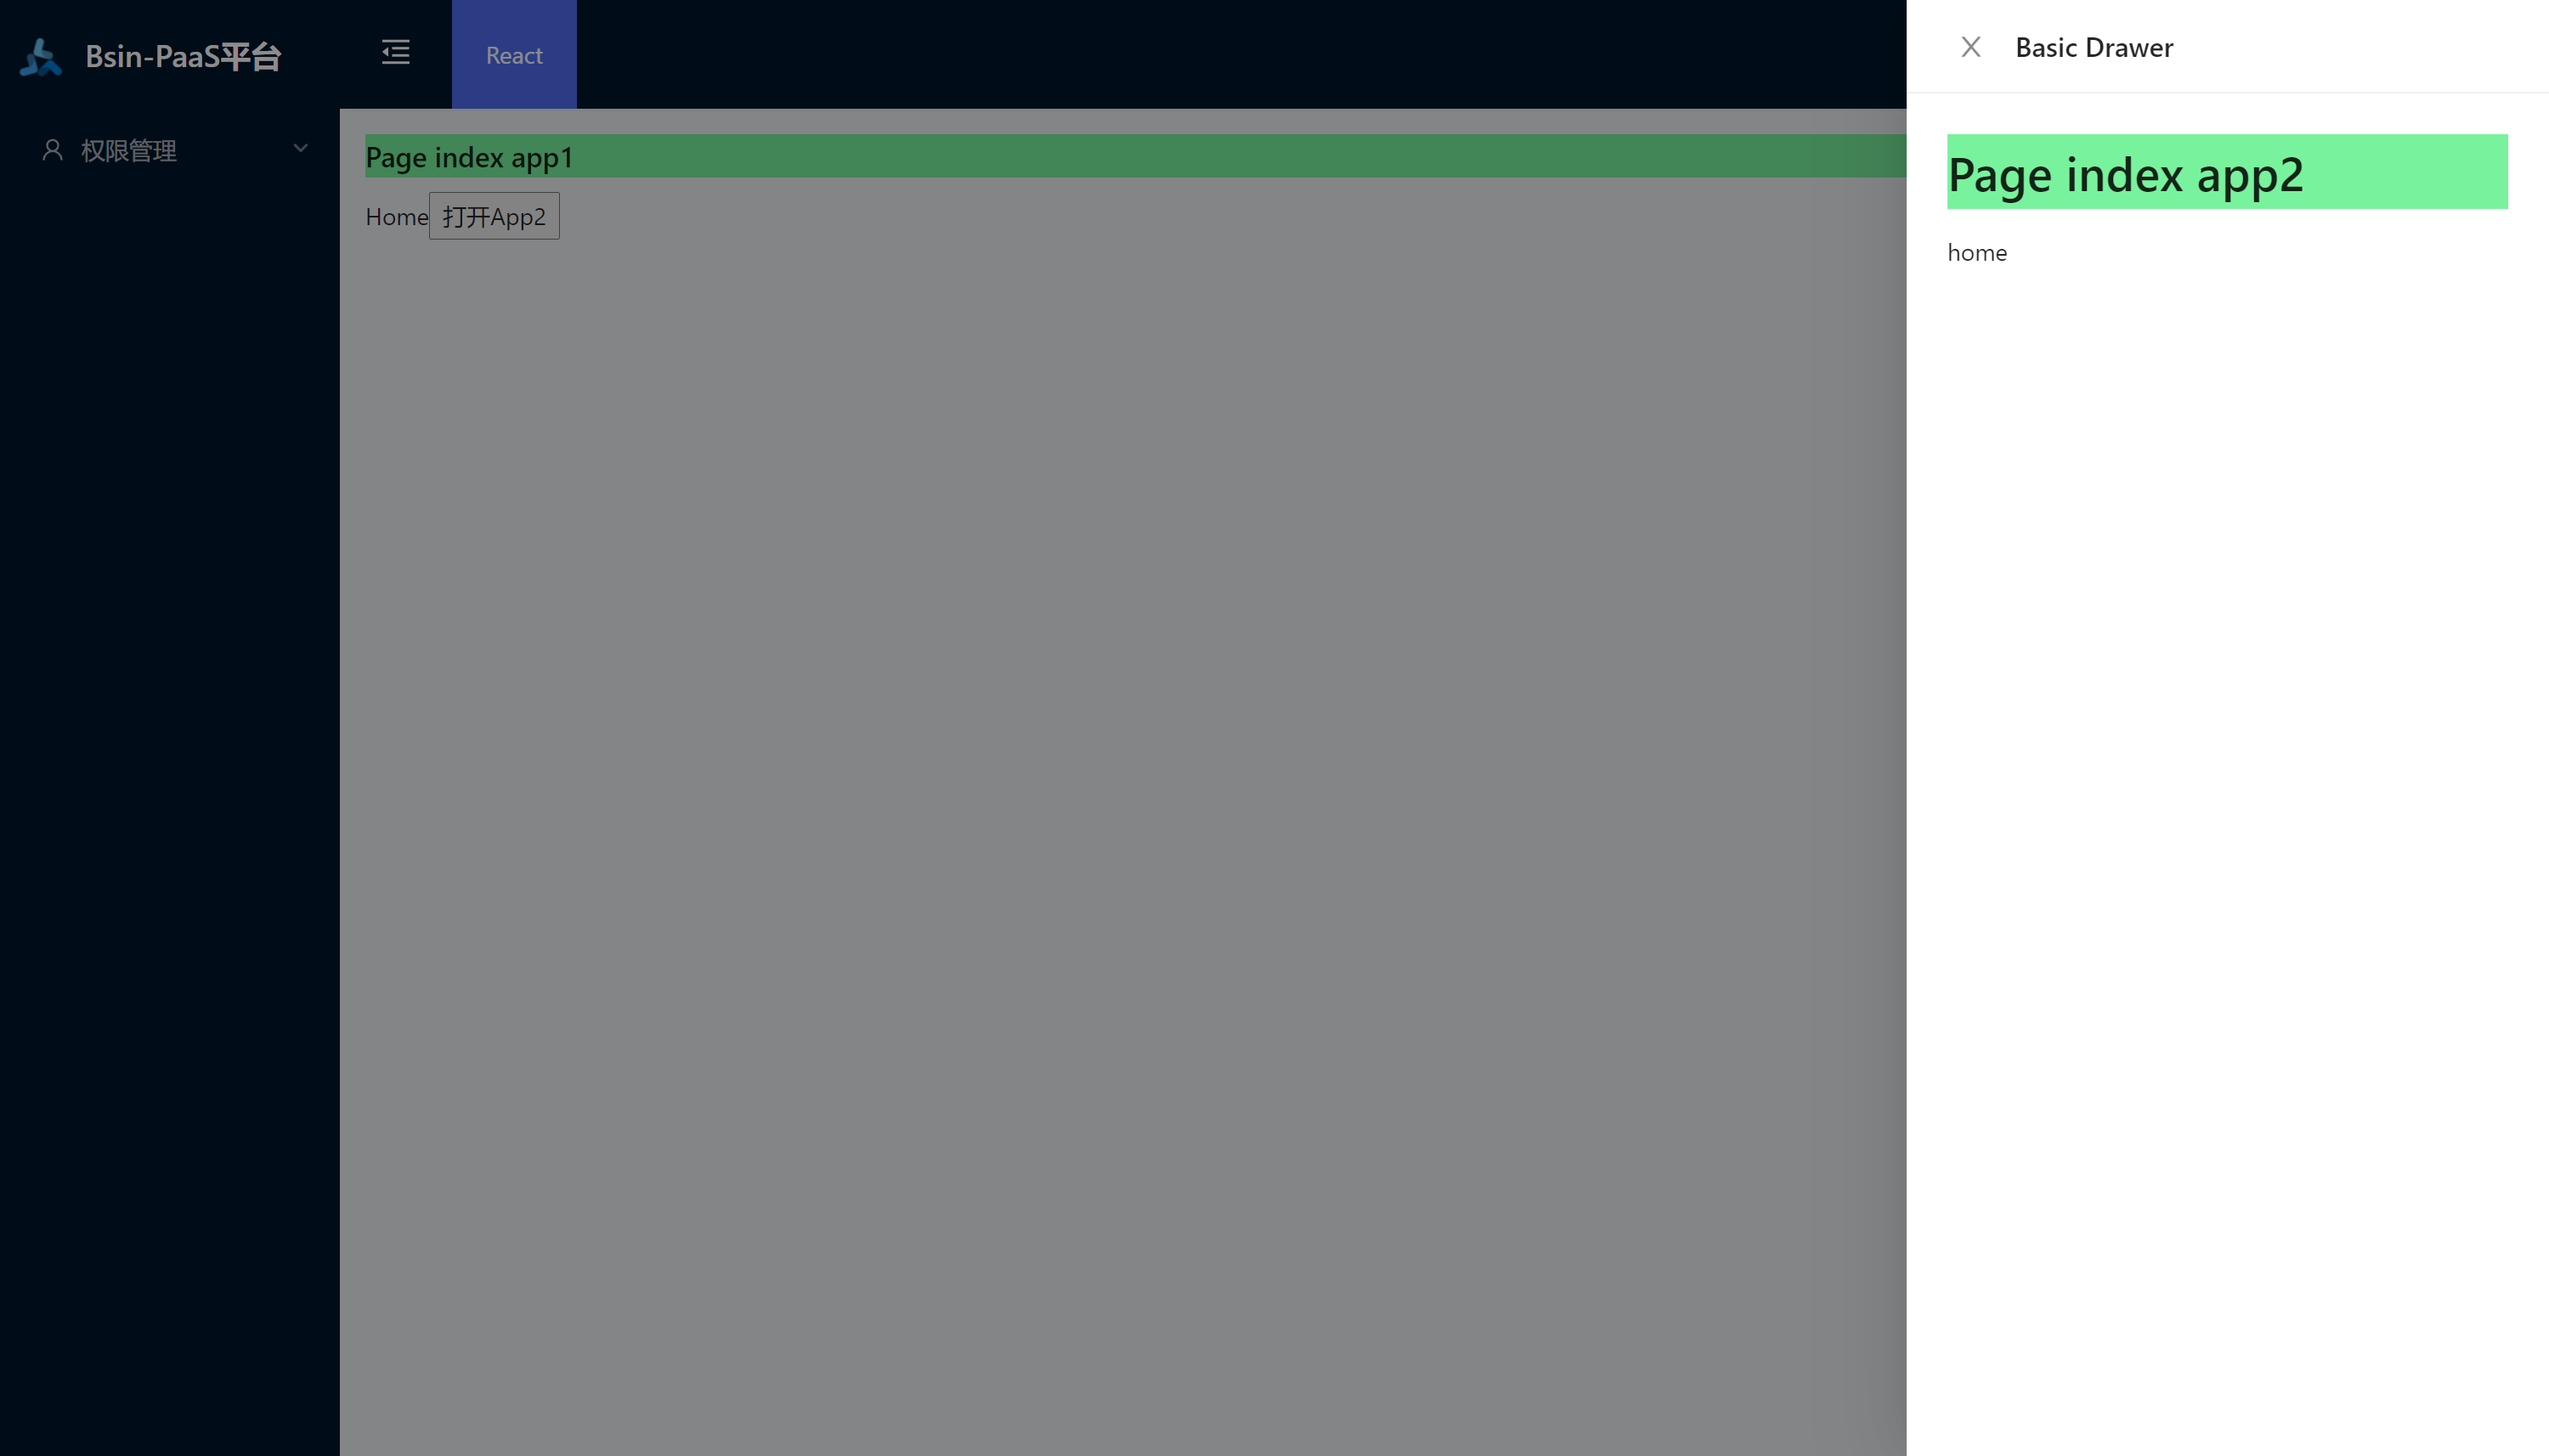 Bsin-PaaS平台
React
权限管理
Page index app1
Home 打开App2
Basic Drawer
Page index app2
home